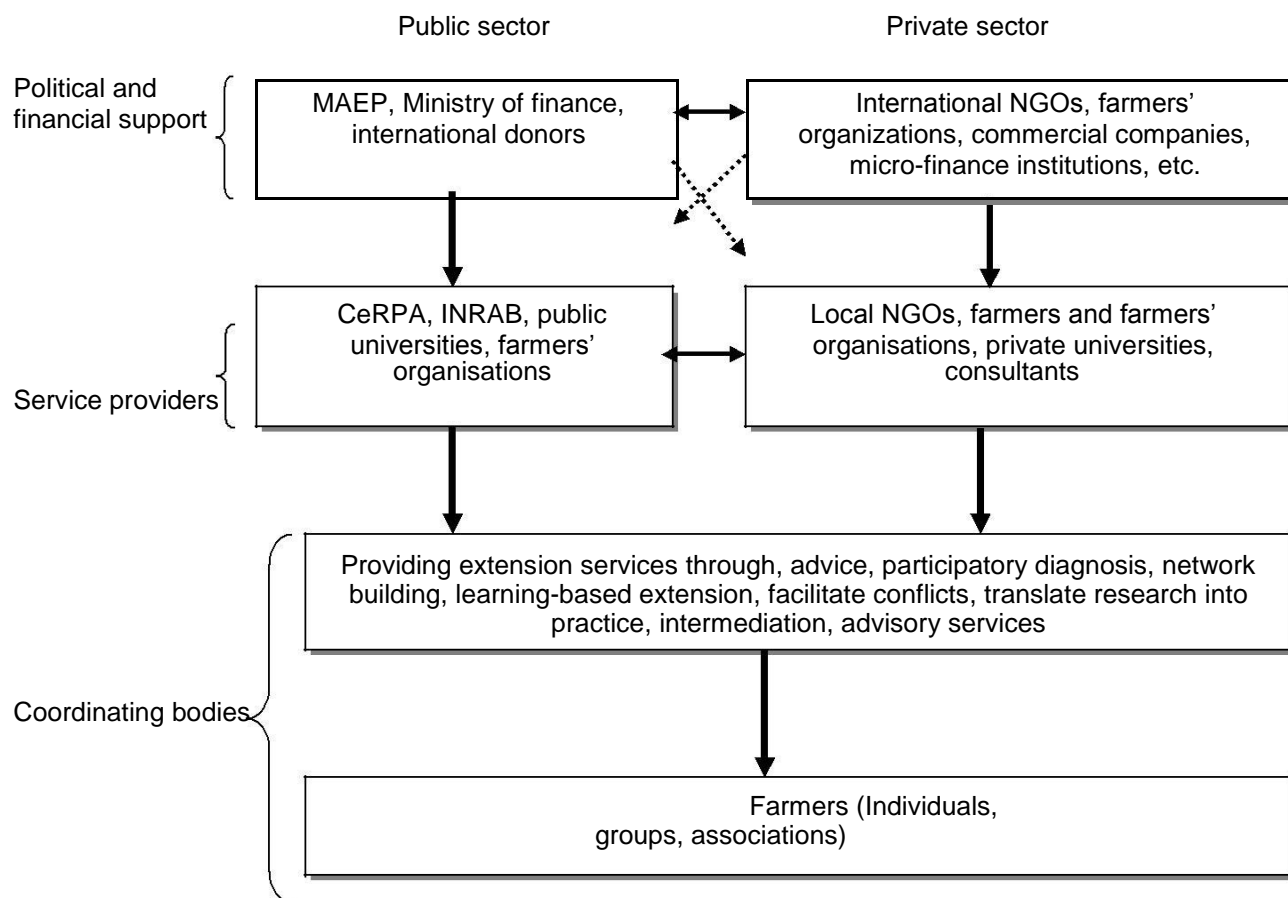 Public sector
Private sector
Political and
financial support
MAEP, Ministry of finance,
international donors
International NGOs, farmers’
organizations, commercial companies,
micro-finance institutions, etc.
Service providers
CeRPA, INRAB, public
universities, farmers’
organisations
Local NGOs, farmers and farmers’
organisations, private universities,
consultants
Coordinating bodies
Providing extension services through, advice, participatory diagnosis, network
building, learning-based extension, facilitate conflicts, translate research into
practice, intermediation, advisory services
Farmers (Individuals,
groups, associations)